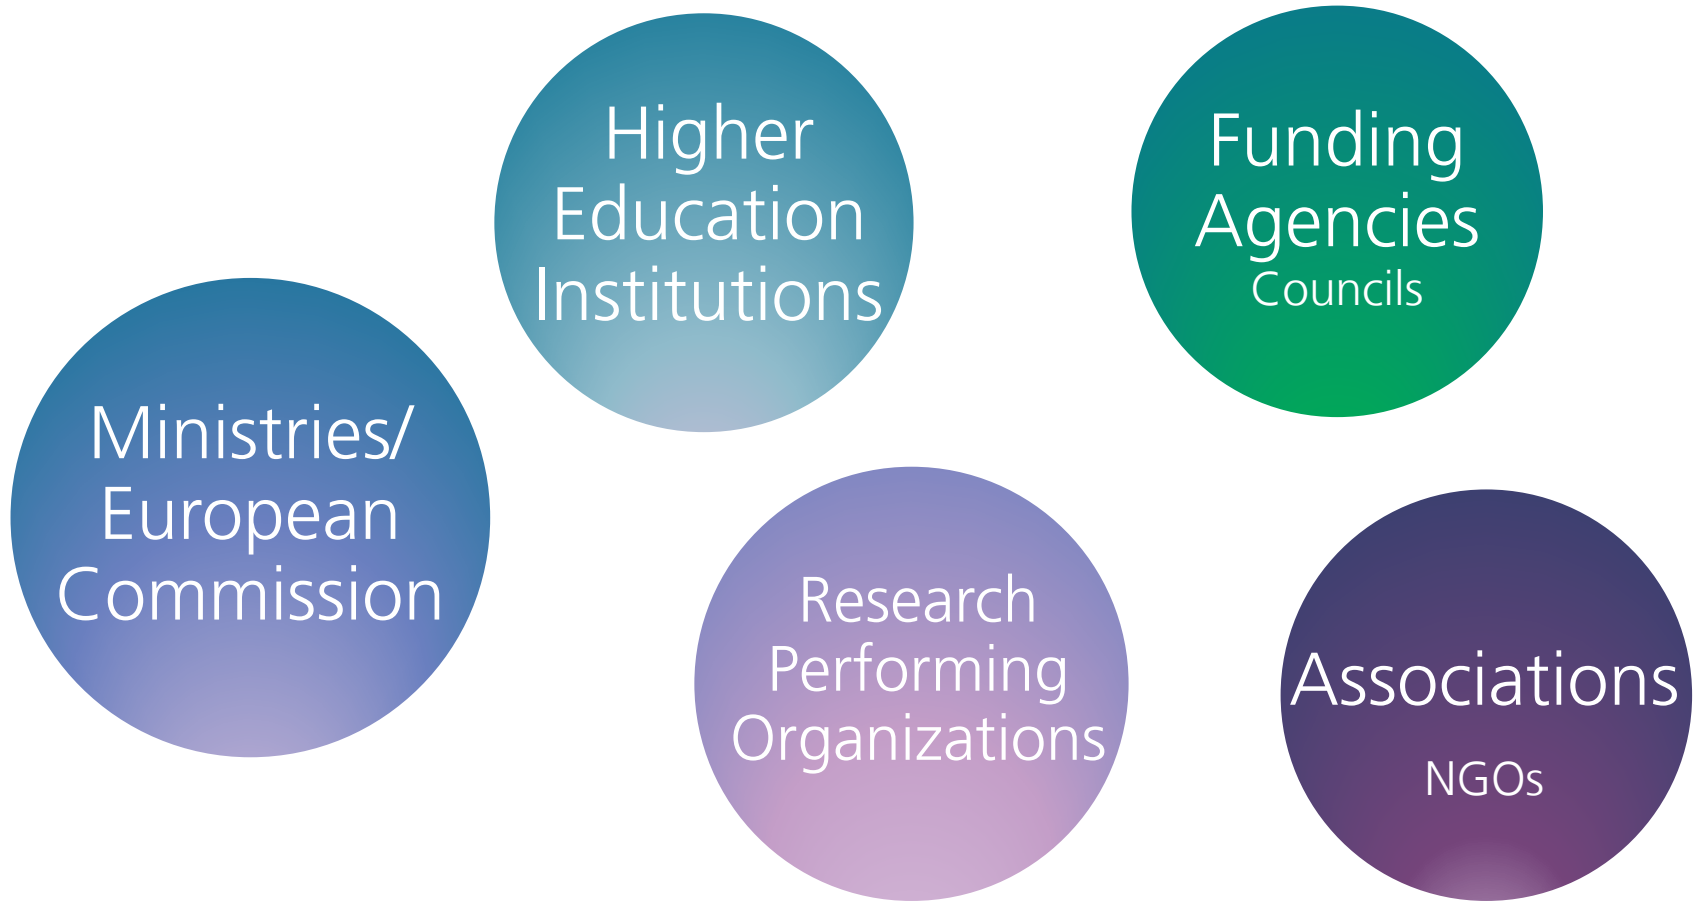 Higher
Education
Institutions
Funding
Agencies
Councils
Ministries/
European
Commission
Research
Performing
Organizations
Associations
NGOs